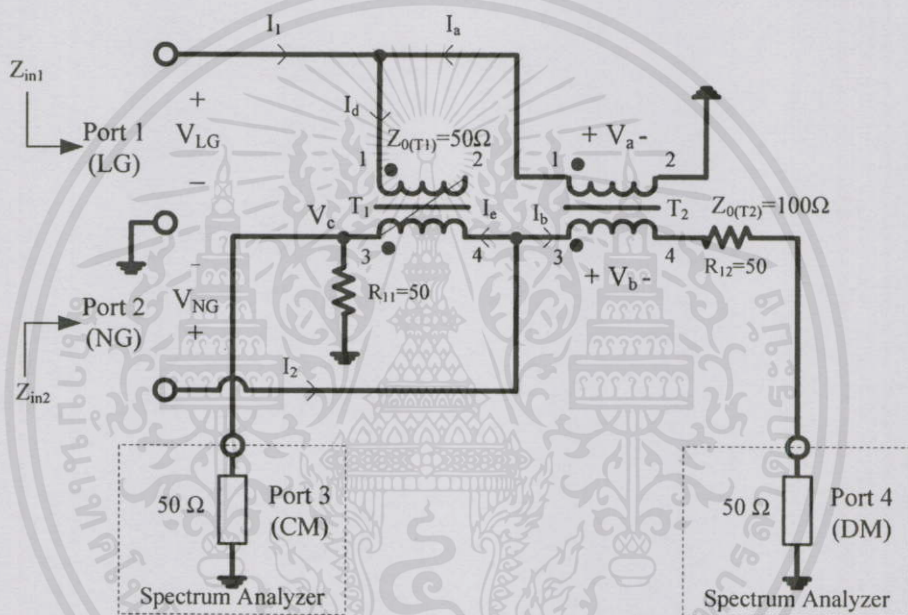 I1
Ia
Zin1
+
Id
Z0(T1)=50Ω
Port 1
(LG)
VLG
1
2
+ Va -
1
2
−
T1
Ie
Ib
T2
Z0(T2)=100Ω
Vc
3
4
3
4
−
R11=50
+ Vb -
R12=50
Port 2
(NG)
VNG
+
Zin2
I2
50 Ω
Port 3
(CM)
Spectrum Analyzer
50 Ω
Port 4
(DM)
Spectrum Analyzer